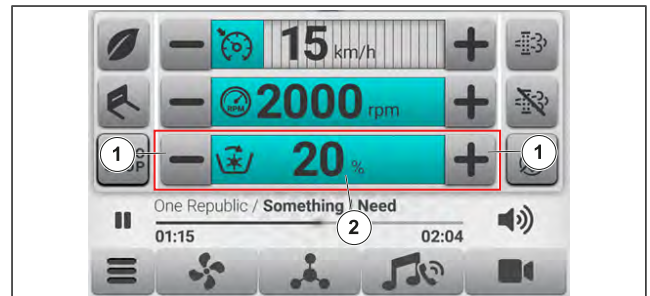 15 km/h
RPM 2000 rpm
1 20 % 1
One Republic / Something I Need
2
01:15 02:04